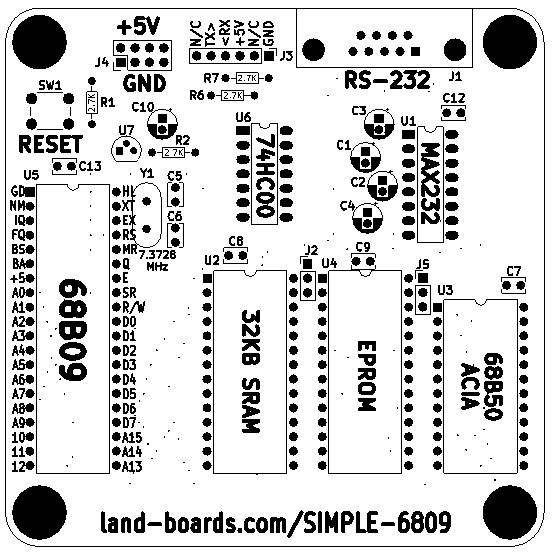 +5V
J4
GND
N/C
TX>
<RX
+5V
N/C
GND
J3
RS-232
J1
SW1
R1
2.7K
RESET
C10
R7
2.7K
R6
2.7K
U7
R2
2.7K
C13
U6
74HC00
C3
C1
C2
C4
U1
MAX232
C12
U5
GD
NM
IQ
FQ
BS
BA
+5
A0
A1
A2
A3
A4
A5
A6
A7
A8
A9
10
11
12
68B09
HL
XT
EX
RS
MR
Q
E
SR
R/W
D0
D1
D2
D3
D4
D5
D6
D7
A15
A14
A13
Y1
7.3728
MHz
C5
C6
U2
C8
32KB SRAM
J2
U4
C9
EPROM
J5
U3
C7
68B50
ACIA
land-boards.com/SIMPLE-6809